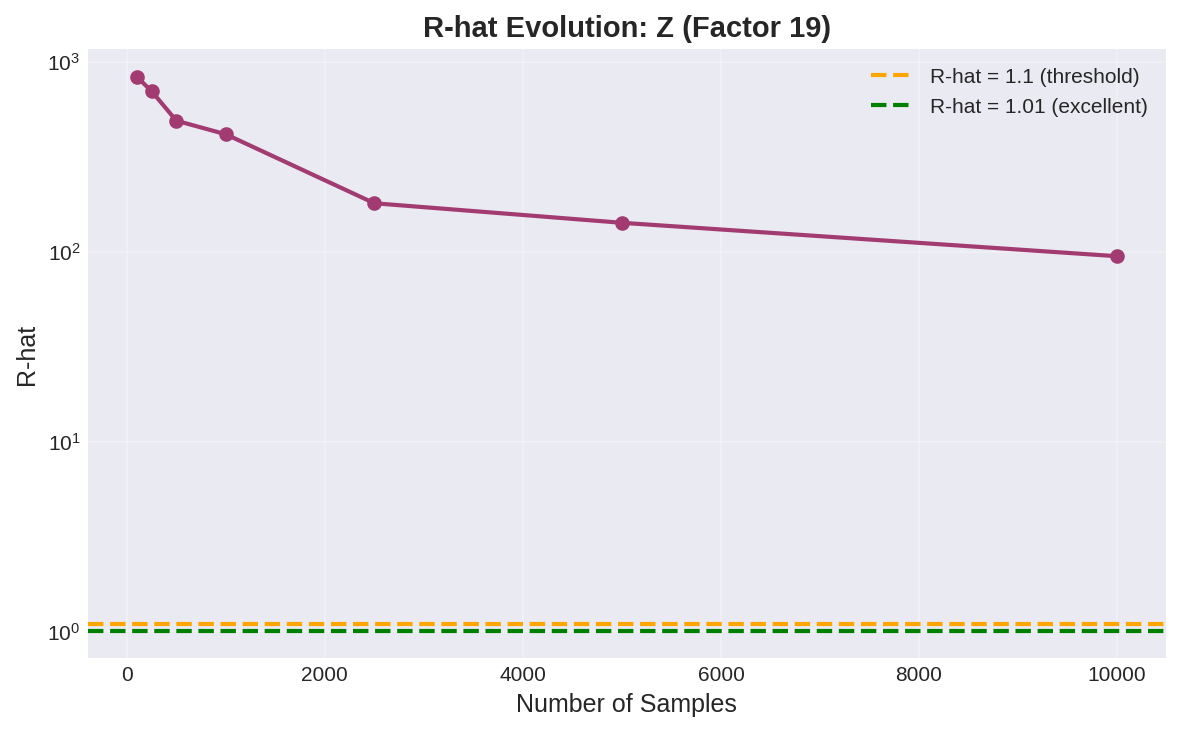 R-hat Evolution: Z (Factor 19)
R-hat = 1.1 (threshold)
R-hat = 1.01 (excellent)
10³
10²
10¹
10⁰
R-hat
0 2000 4000 6000 8000 10000
Number of Samples